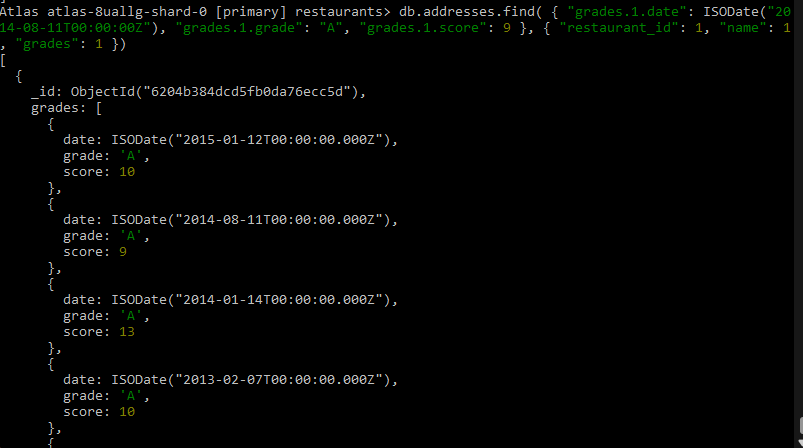 Atlas atlas-8uallg-shard-0 [primary] restaurants> db.addresses.find( { "grades.1.date": ISODate("20
14-08-11T00:00:00Z"), "grades.1.grade": "A", "grades.1.score": 9 }, { "restaurant_id": 1, "name": 1
, "grades": 1 })
[
  {
    _id: ObjectId("6204b384dcd5fb0da76ecc5d"),
    grades: [
      {
        date: ISODate("2015-01-12T00:00:00.000Z"),
        grade: 'A',
        score: 10
      },
      {
        date: ISODate("2014-08-11T00:00:00.000Z"),
        grade: 'A',
        score: 9
      },
      {
        date: ISODate("2014-01-14T00:00:00.000Z"),
        grade: 'A',
        score: 13
      },
      {
        date: ISODate("2013-02-07T00:00:00.000Z"),
        grade: 'A',
        score: 10
      },
      {